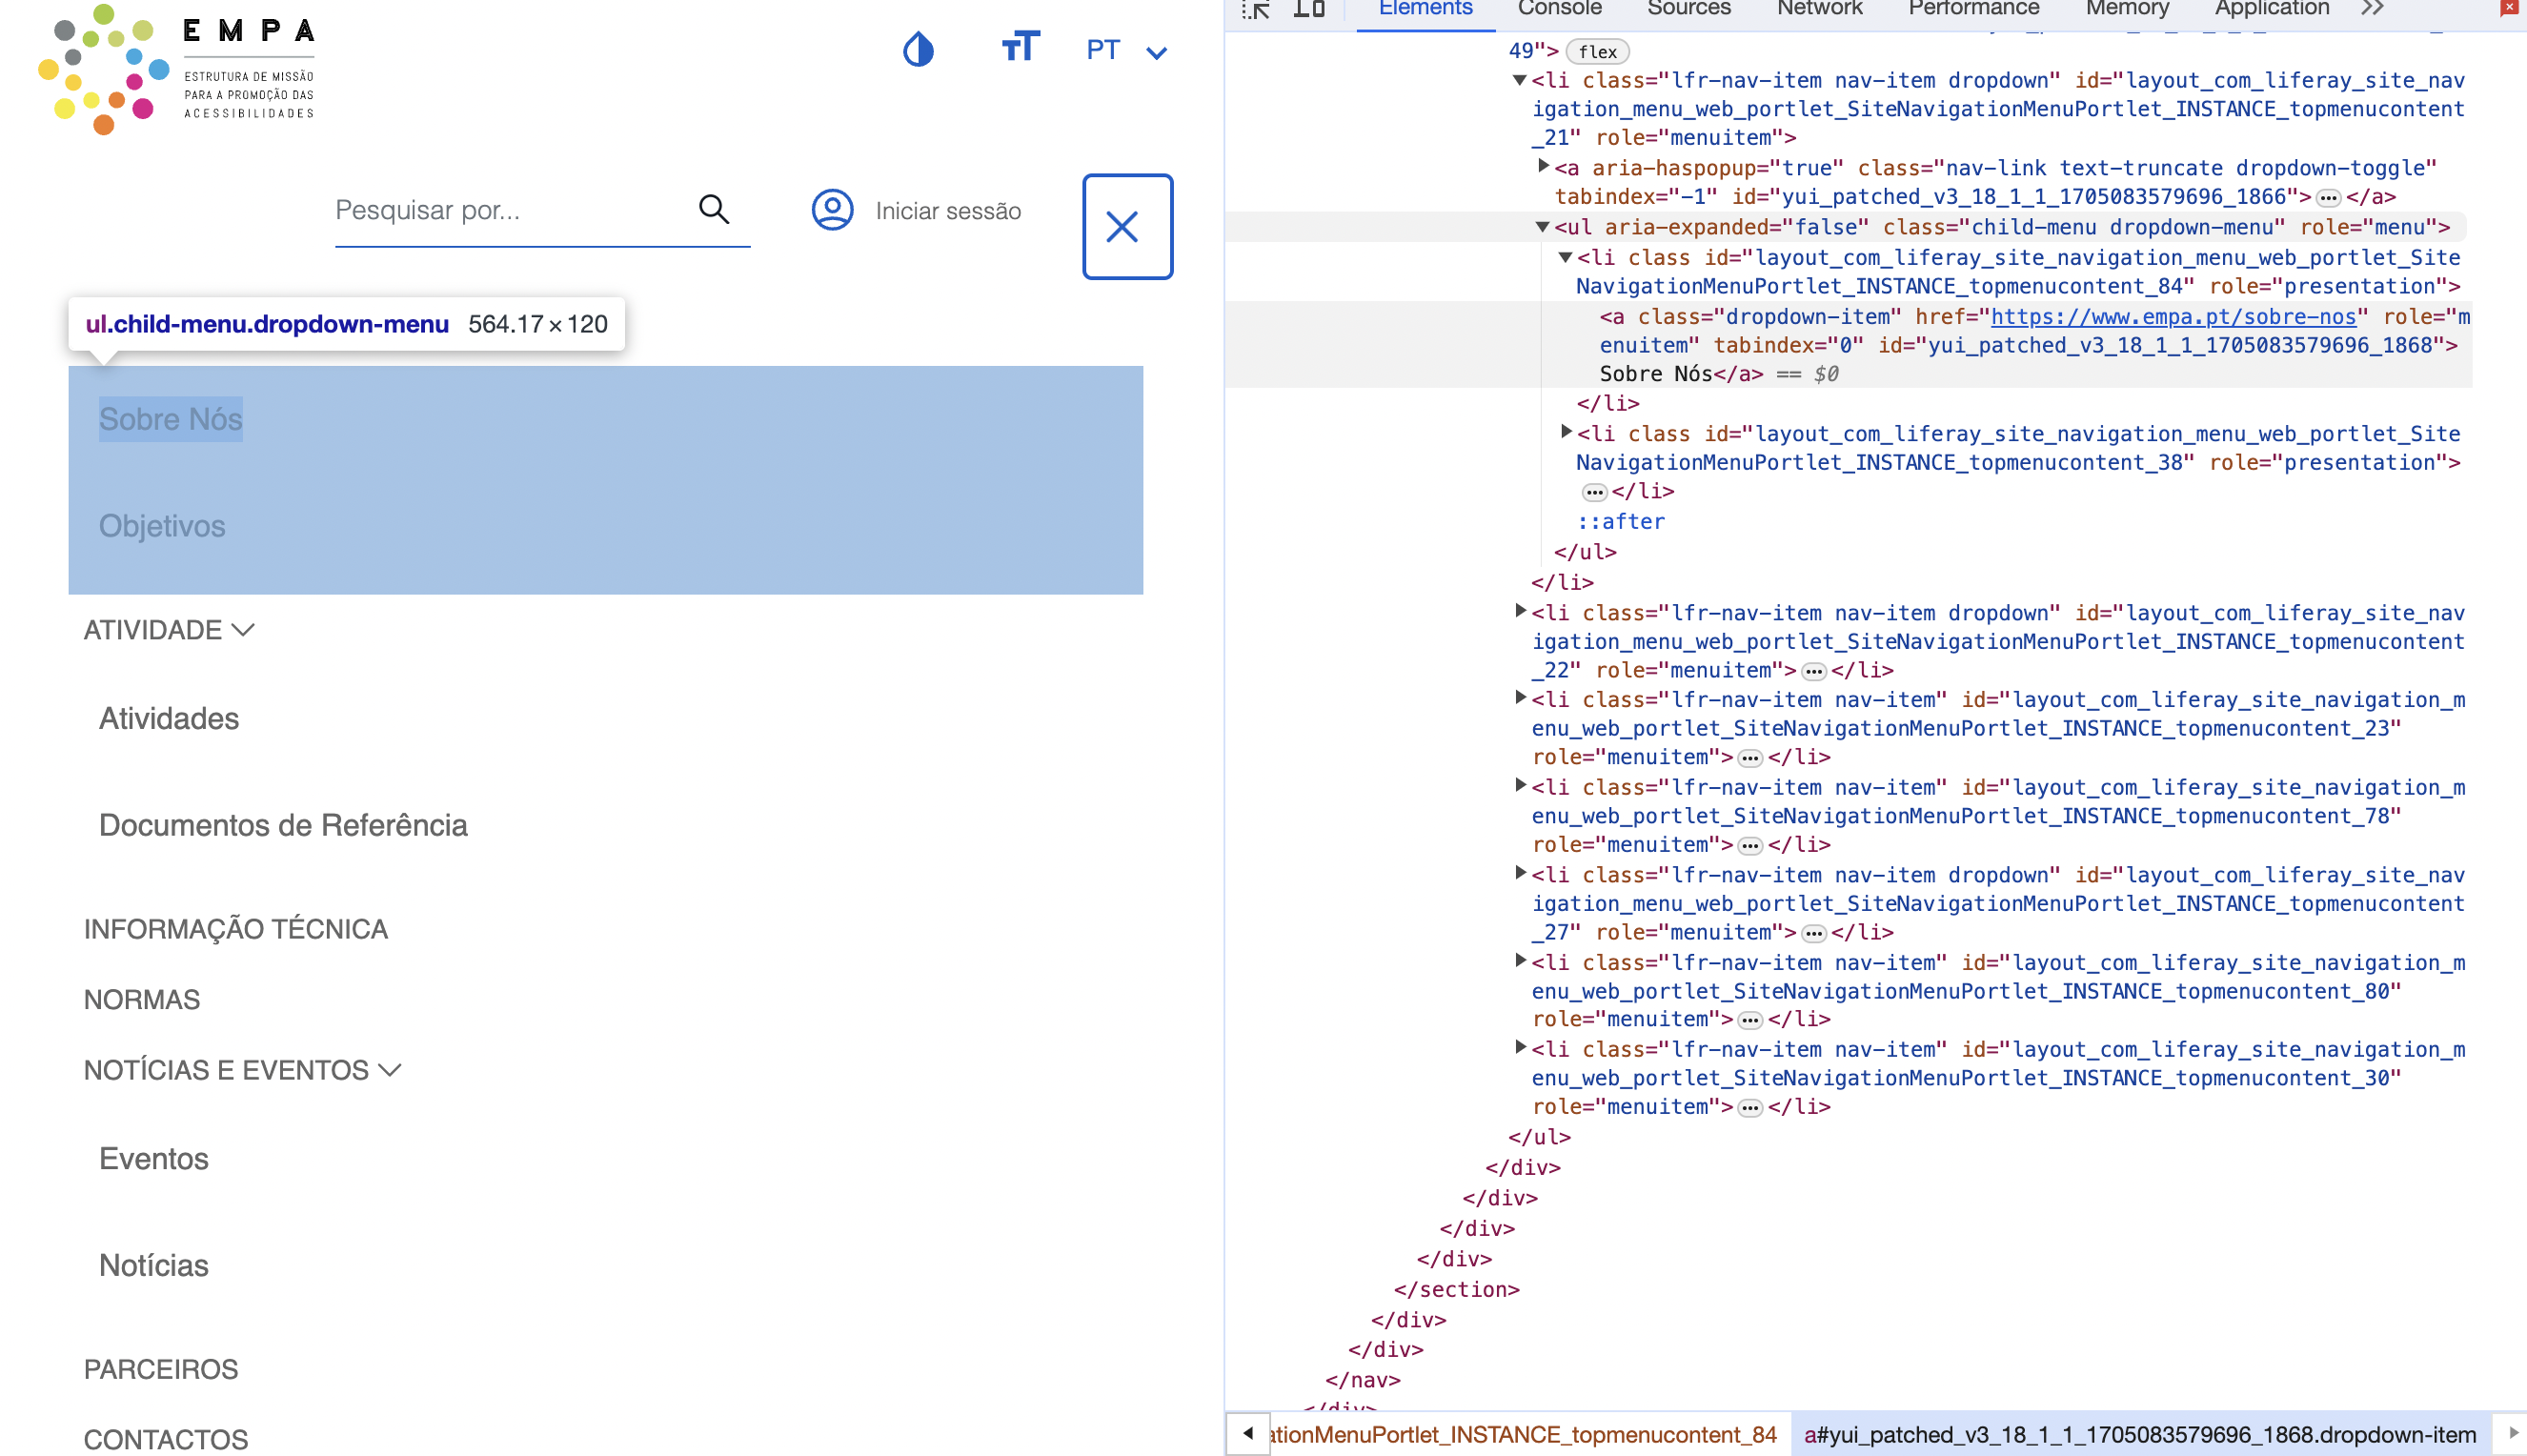 E M P A
ESTRUTURA DE MISSÃO
PARA A PROMOÇÃO DAS
ACESSIBILIDADES
PT
Pesquisar por...
Iniciar sessão
ul.child-menu.dropdown-menu 564.17 × 120
Sobre Nós
Objetivos
ATIVIDADE
Atividades
Documentos de Referência
INFORMAÇÃO TÉCNICA
NORMAS
NOTÍCIAS E EVENTOS
Eventos
Notícias
PARCEIROS
CONTACTOS
Elements Console Sources Network Performance Memory Application
49"> flex
<li class="lfr-nav-item nav-item dropdown" id="layout_com_liferay_site_nav
igation_menu_web_portlet_SiteNavigationMenuPortlet_INSTANCE_topmenucontent
_21" role="menuitem">
<a aria-haspopup="true" class="nav-link text-truncate dropdown-toggle"
tabindex="-1" id="yui_patched_v3_18_1_1_1705083579696_1866">…</a>
<ul aria-expanded="false" class="child-menu dropdown-menu" role="menu">
<li class id="layout_com_liferay_site_navigation_menu_web_portlet_Site
NavigationMenuPortlet_INSTANCE_topmenucontent_84" role="presentation">
<a class="dropdown-item" href="https://www.empa.pt/sobre-nos" role="m
enuitem" tabindex="0" id="yui_patched_v3_18_1_1_1705083579696_1868">
Sobre Nós</a> == $0
</li>
<li class id="layout_com_liferay_site_navigation_menu_web_portlet_Site
NavigationMenuPortlet_INSTANCE_topmenucontent_38" role="presentation">
…</li>
::after
</ul>
</li>
<li class="lfr-nav-item nav-item dropdown" id="layout_com_liferay_site_nav
igation_menu_web_portlet_SiteNavigationMenuPortlet_INSTANCE_topmenucontent
_22" role="menuitem">…</li>
<li class="lfr-nav-item nav-item" id="layout_com_liferay_site_navigation_m
enu_web_portlet_SiteNavigationMenuPortlet_INSTANCE_topmenucontent_23"
role="menuitem">…</li>
<li class="lfr-nav-item nav-item" id="layout_com_liferay_site_navigation_m
enu_web_portlet_SiteNavigationMenuPortlet_INSTANCE_topmenucontent_78"
role="menuitem">…</li>
<li class="lfr-nav-item nav-item dropdown" id="layout_com_liferay_site_nav
igation_menu_web_portlet_SiteNavigationMenuPortlet_INSTANCE_topmenucontent
_27" role="menuitem">…</li>
<li class="lfr-nav-item nav-item" id="layout_com_liferay_site_navigation_m
enu_web_portlet_SiteNavigationMenuPortlet_INSTANCE_topmenucontent_80"
role="menuitem">…</li>
<li class="lfr-nav-item nav-item" id="layout_com_liferay_site_navigation_m
enu_web_portlet_SiteNavigationMenuPortlet_INSTANCE_topmenucontent_30"
role="menuitem">…</li>
</ul>
</div>
</div>
</div>
</div>
</section>
</div>
</div>
</nav>
</div>
ationMenuPortlet_INSTANCE_topmenucontent_84 a#yui_patched_v3_18_1_1_1705083579696_1868.dropdown-item